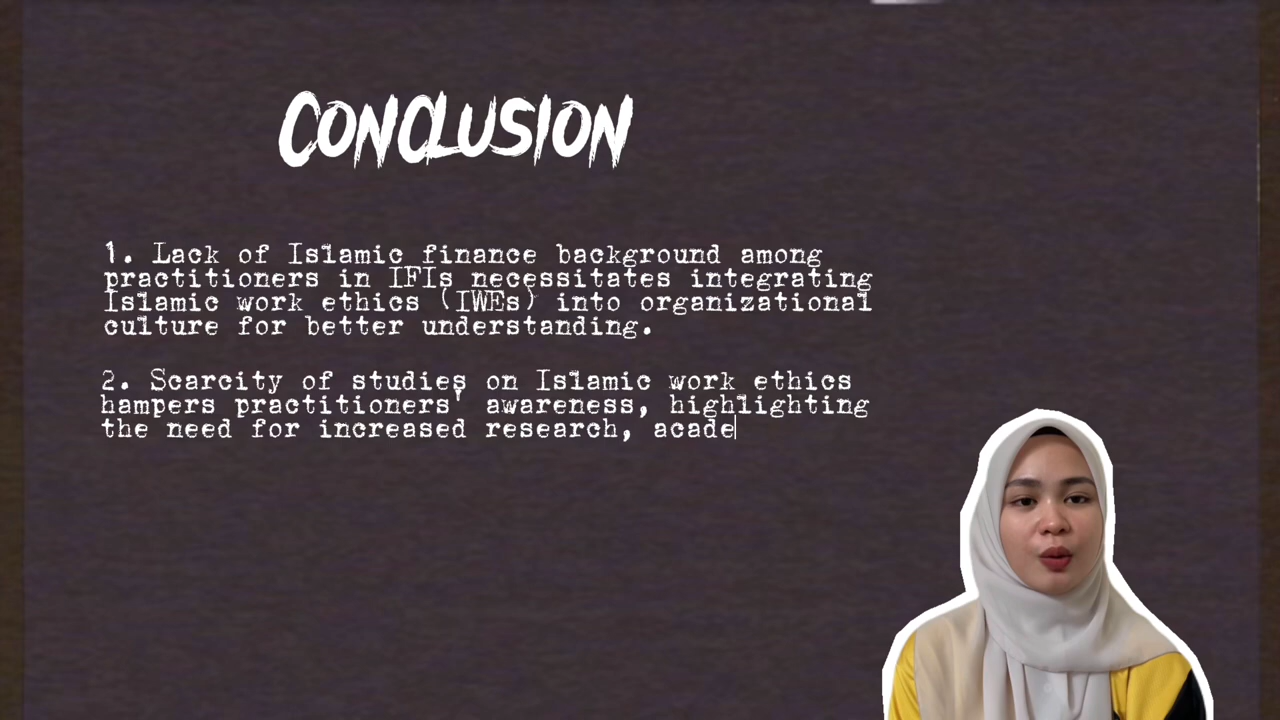 CONCLUSION
1. Lack of Islamic finance background among
practitioners in IFIs necessitates integrating
Islamic work ethics (IWEs) into organizational
culture for better understanding.
2. Scarcity of studies on Islamic work ethics
hampers practitioners' awareness, highlighting
the need for increased research, acade